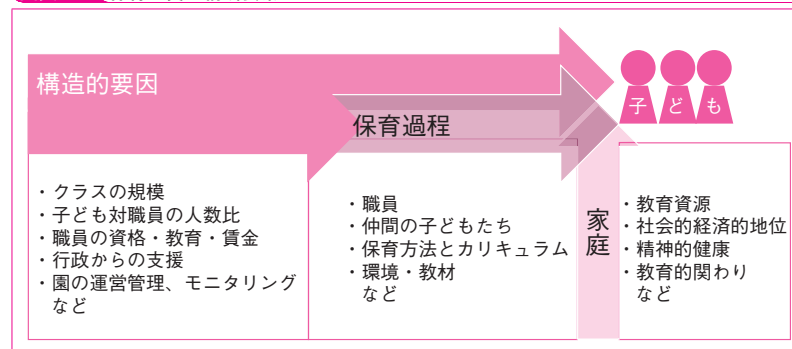 構造的要因
子ども
保育過程
・クラスの規模
・子ども対職員の人数比
・職員の資格・教育・賃金
・行政からの支援
・園の運営管理、モニタリング
など
・職員
・仲間の子どもたち
・保育方法とカリキュラム
・環境・教材
など
家庭
・教育資源
・社会的経済的地位
・精神的健康
・教育的関わり
など